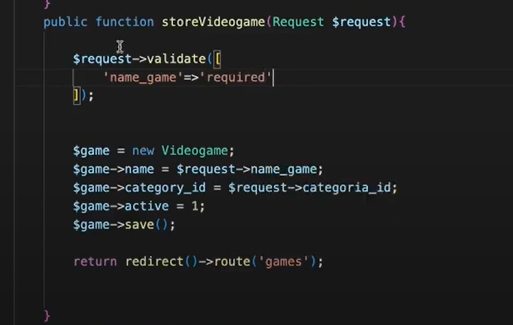 }
public function storeVideogame(Request $request){
$request->validate([
'name_game'=>'required'
]);
$game = new Videogame;
$game->name = $request->name_game;
$game->category_id = $request->categoria_id;
$game->active = 1;
$game->save();
return redirect()->route('games');
}